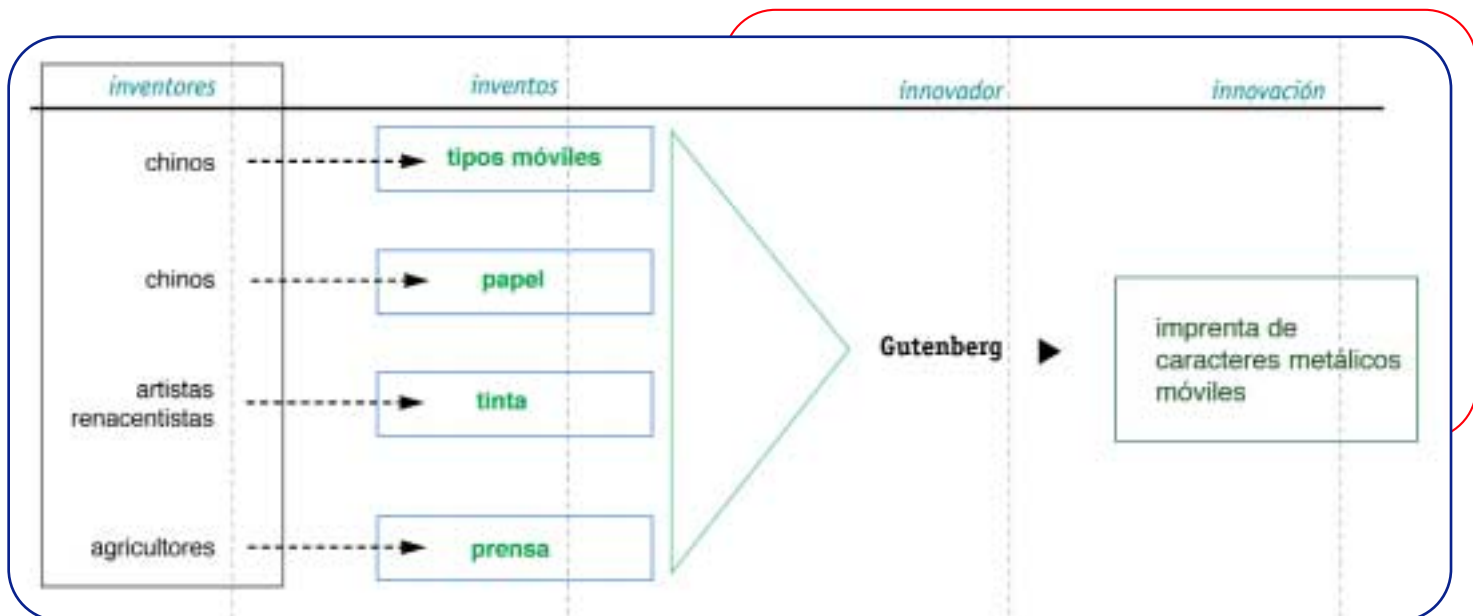 inventores inventos innovador innovación
chinos tipos móviles
chinos papel
artistas
renacentistas
tinta
agricultores prensa
Gutenberg
imprenta de
caracteres metálicos
móviles